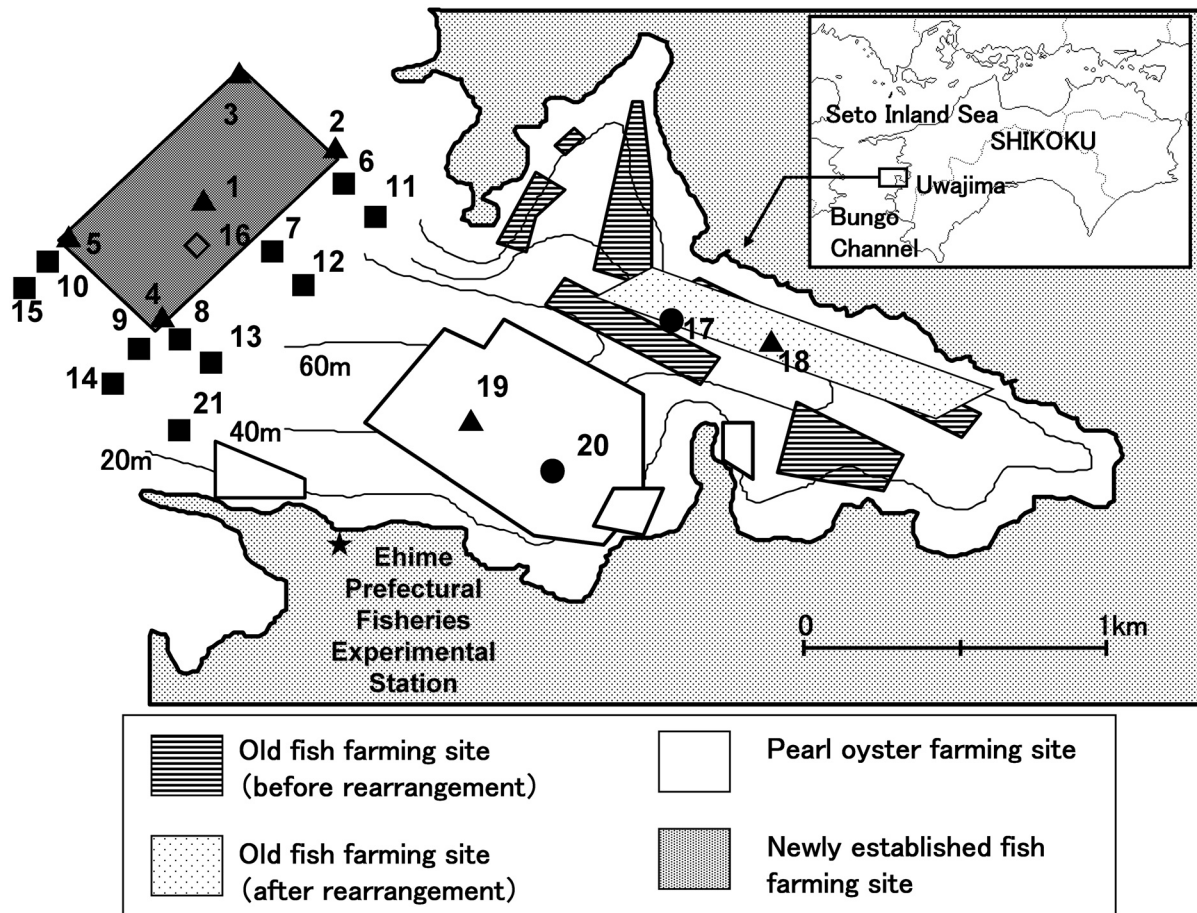 3
2
6
11
1
7
5
16
12
10
4
8
15
9
13
14
21
60m
40m
20m
17
18
19
20
Ehime
Prefectural
Fisheries
Experimental
Station
0
1km
Seto Inland Sea
SHIKOKU
Uwajima
Bungo
Channel
Old fish farming site
(before rearrangement)
Pearl oyster farming site
Old fish farming site
(after rearrangement)
Newly established fish
farming site